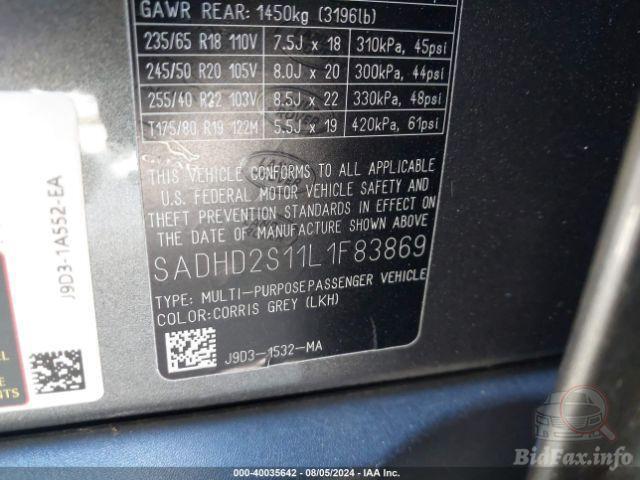 GAWR REAR: 1450kg (3196lb)
235/65 R18 110V 7.5J x 18 310kPa, 45psi
245/50 R20 105V 8.0J x 20 300kPa, 44psi
255/40 R22 103V 8.5J x 22 330kPa, 48psi
T175/80 R19 122M 5.5J x 19 420kPa, 61psi
THIS VEHICLE CONFORMS TO ALL APPLICABLE
U.S. FEDERAL MOTOR VEHICLE SAFETY AND
THEFT PREVENTION STANDARDS IN EFFECT ON
THE DATE OF MANUFACTURE SHOWN ABOVE
SADHD2S11L1F83869
TYPE: MULTI-PURPOSE PASSENGER VEHICLE
COLOR:CORRIS GREY (LKH)
J9D3-1532-MA
J9D3-1A552-EA
BidFax.info
00-40035642 - 08/05/2024 - IAA Inc.